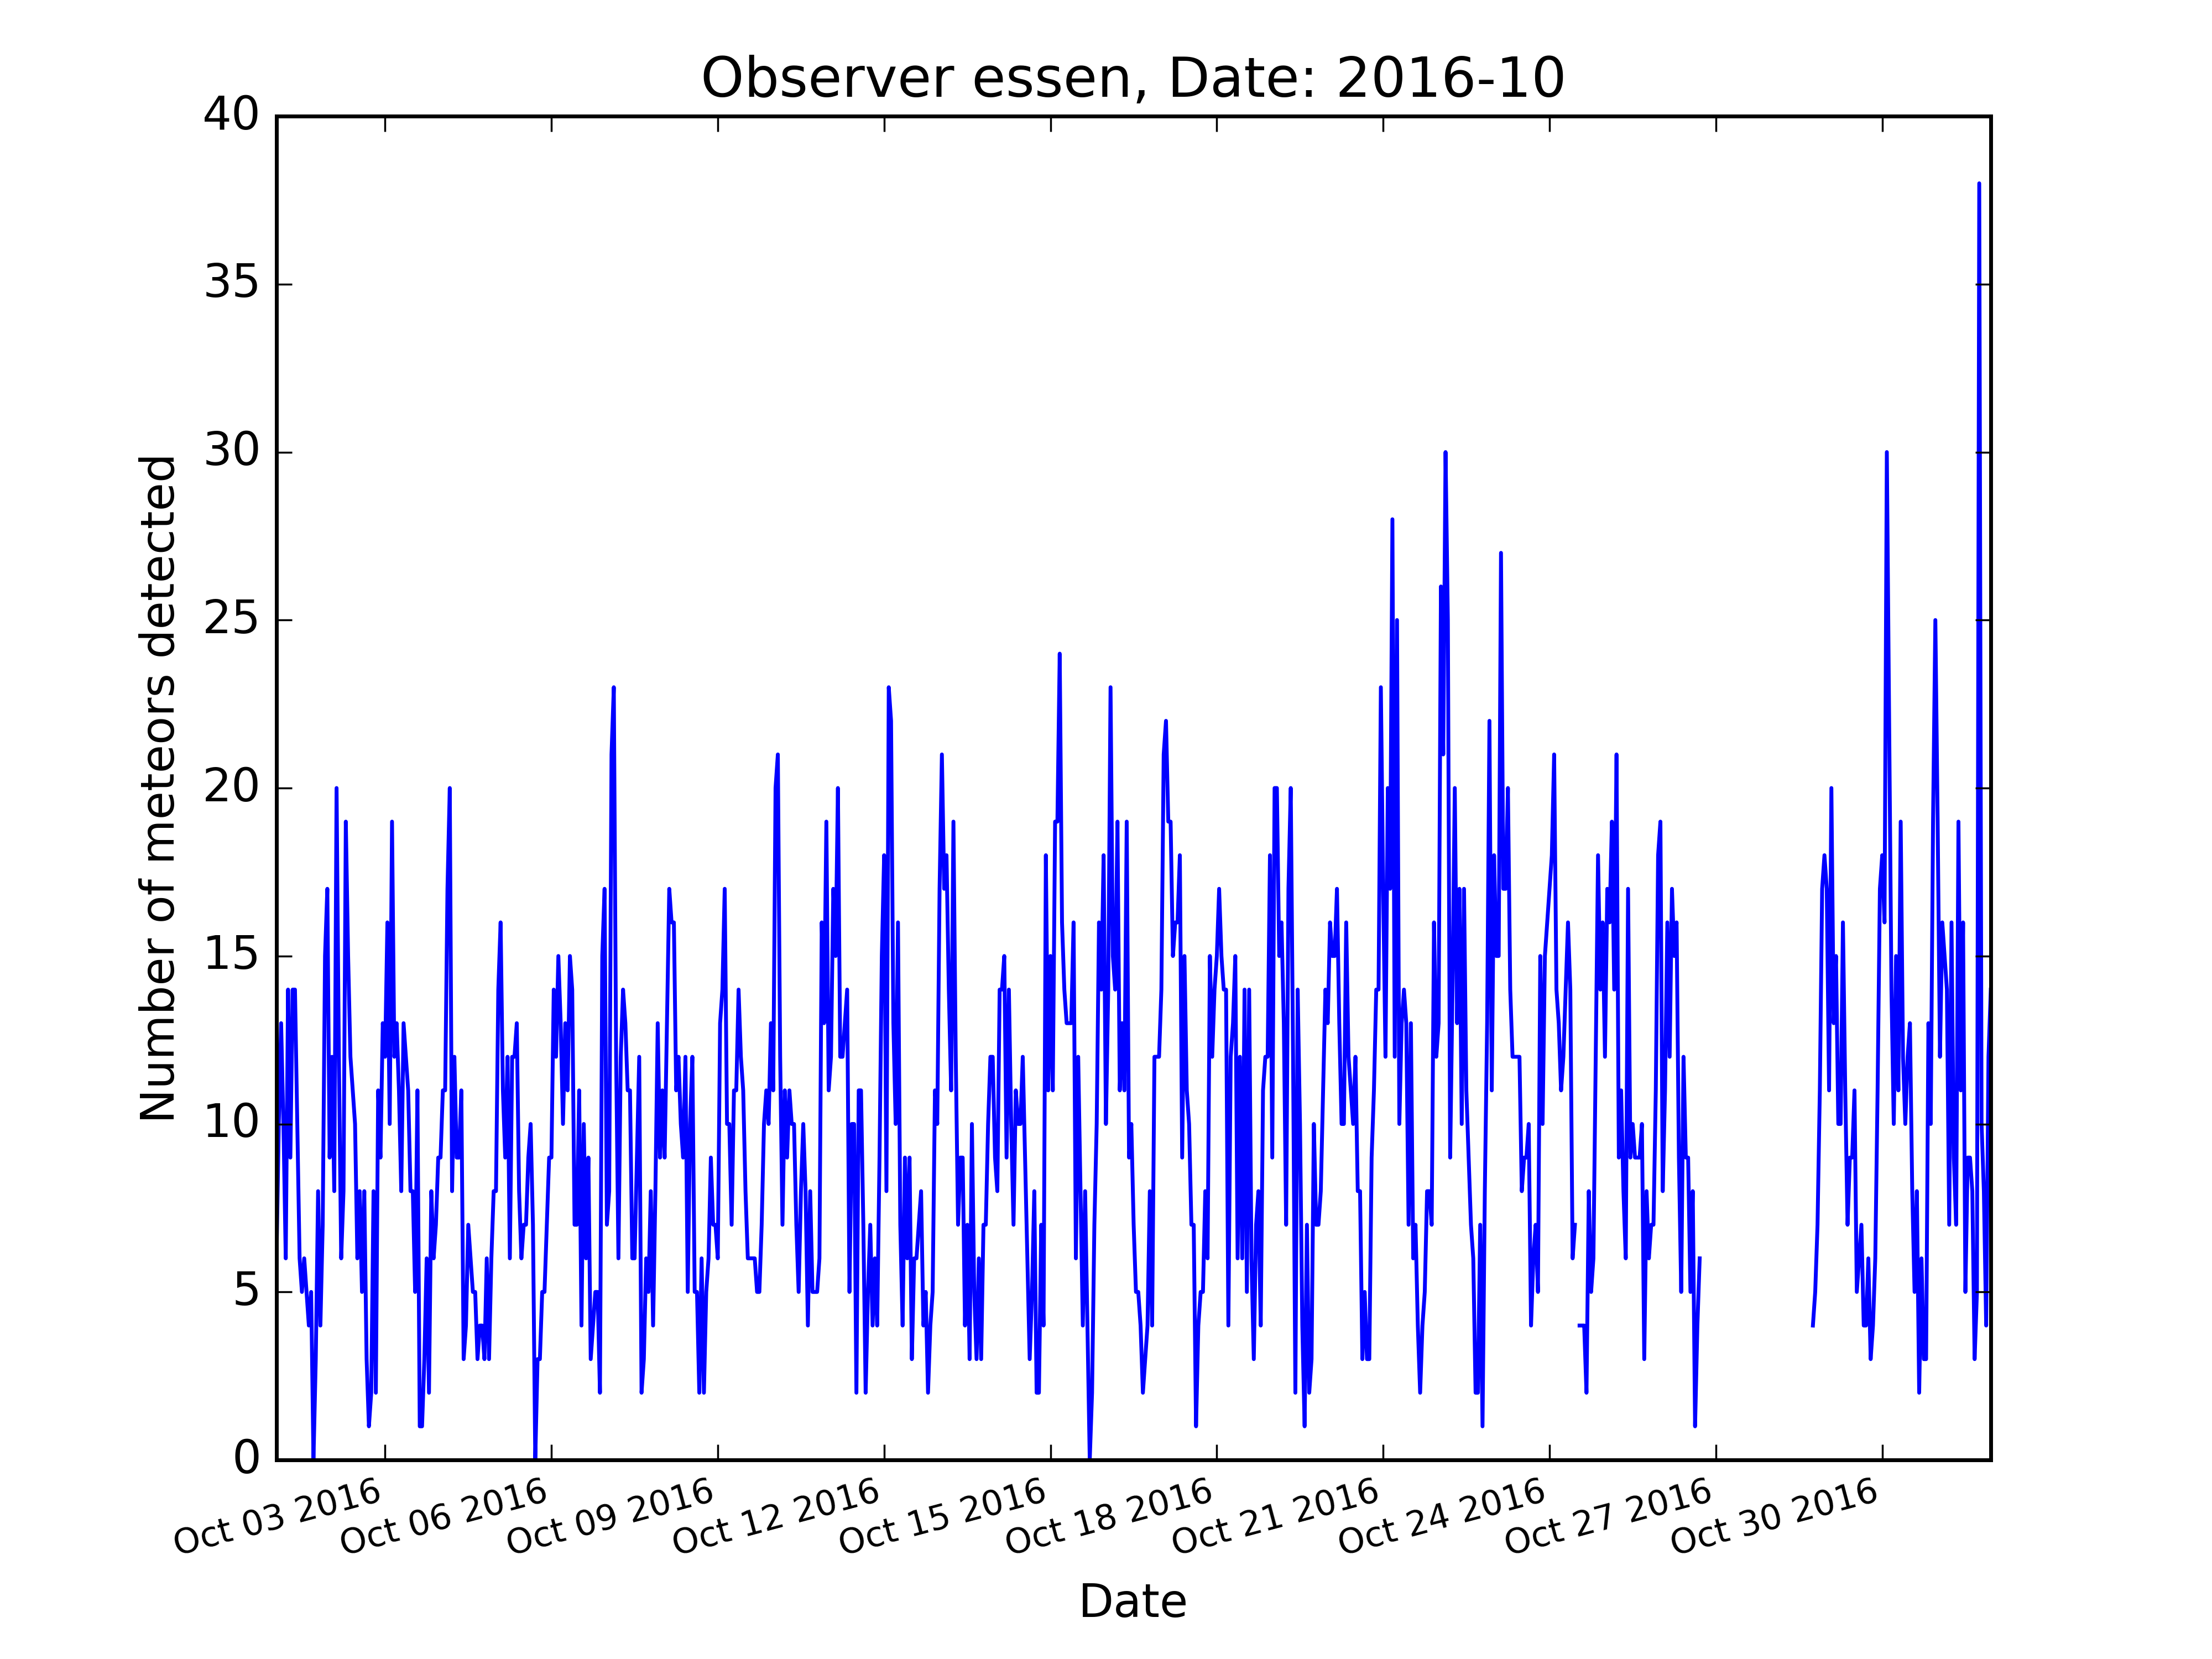 Observer essen, Date: 2016-10
40
35
30
25
20
15
10
5
0
Number of meteors detected
Oct 03 2016
Oct 06 2016
Oct 09 2016
Oct 12 2016
Oct 15 2016
Oct 18 2016
Oct 21 2016
Oct 24 2016
Oct 27 2016
Oct 30 2016
Date